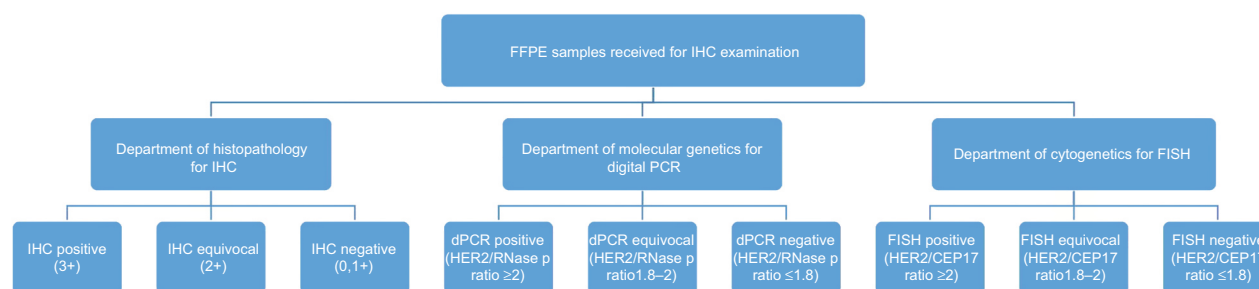 FFPE samples received for IHC examination
Department of histopathology
for IHC
Department of molecular genetics for
digital PCR
Department of cytogenetics for FISH
IHC positive
(3+)
IHC equivocal
(2+)
IHC negative
(0,1+)
dPCR positive
(HER2/RNase p
ratio ≥2)
dPCR equivocal
(HER2/RNase p
ratio1.8–2)
dPCR negative
(HER2/RNase p
ratio ≤1.8)
FISH positive
(HER2/CEP17
ratio ≥2)
FISH equivocal
(HER2/CEP17
ratio1.8–2)
FISH negative
(HER2/CEP17
ratio ≤1.8)